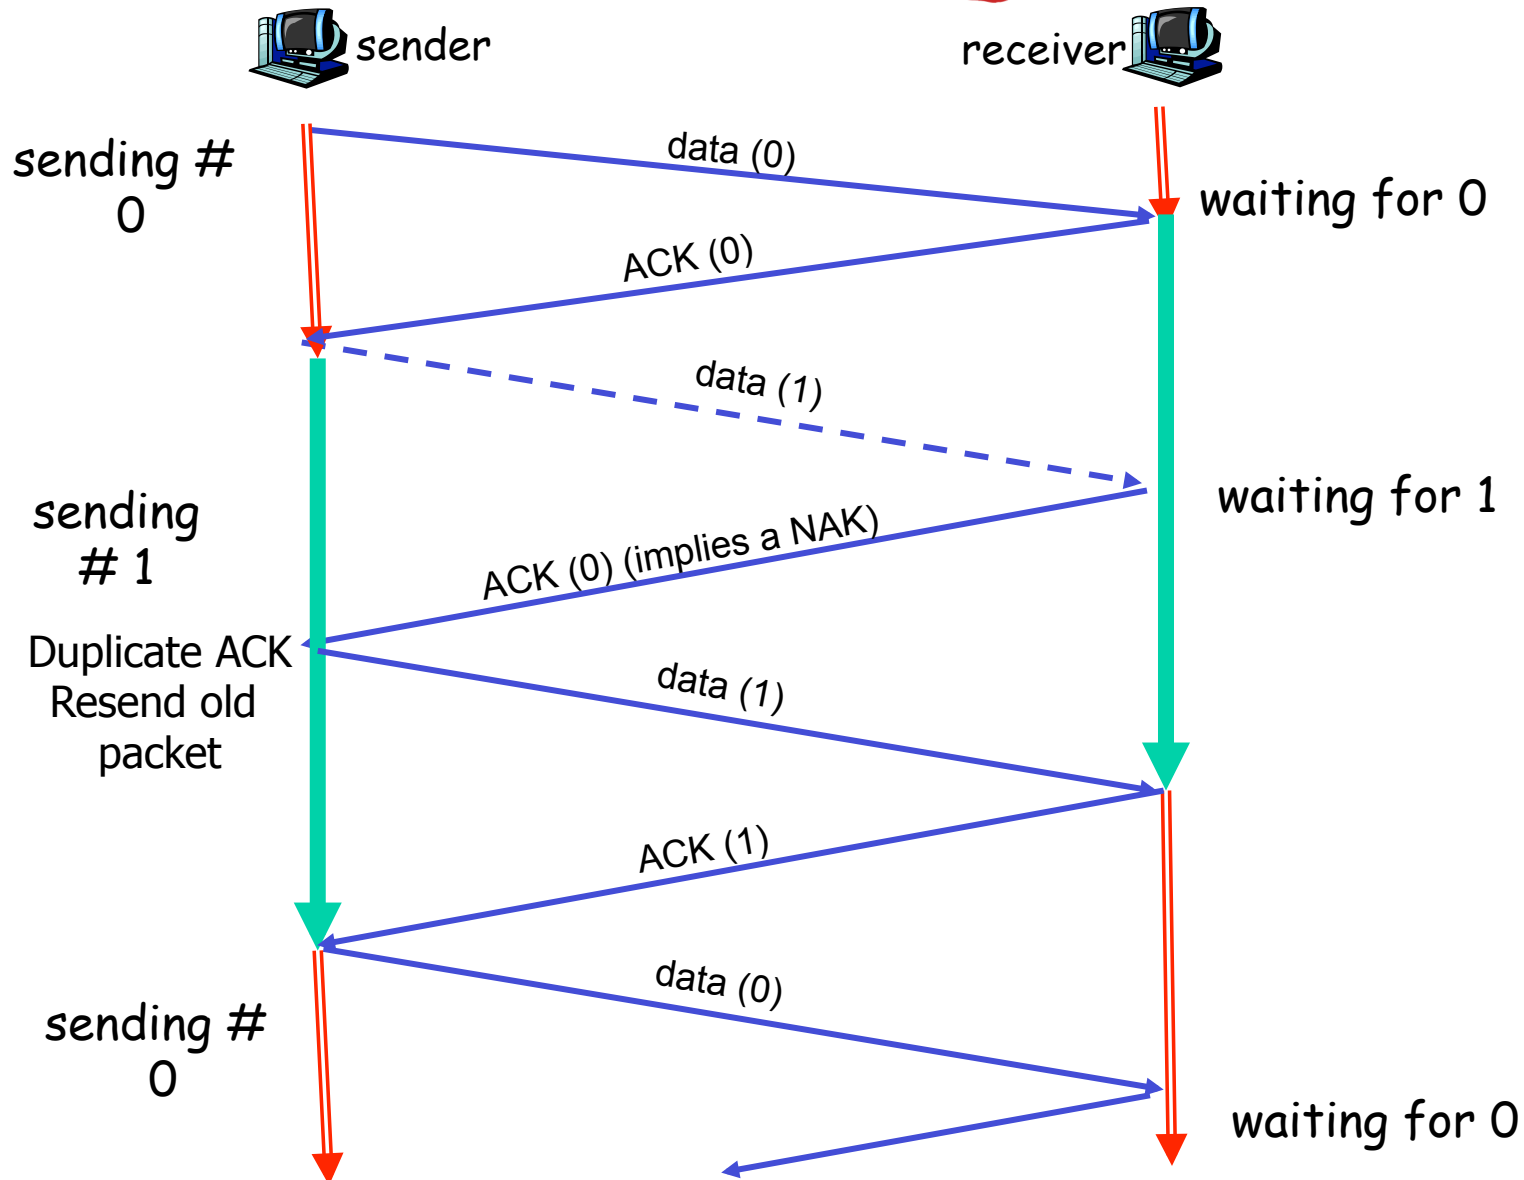 sender
receiver
data (0)
sending #
0
waiting for 0
ACK (0)
data (1)
waiting for 1
sending
# 1
ACK (0) (implies a NAK)
Duplicate ACK
Resend old
packet
data (1)
ACK (1)
data (0)
sending #
0
waiting for 0